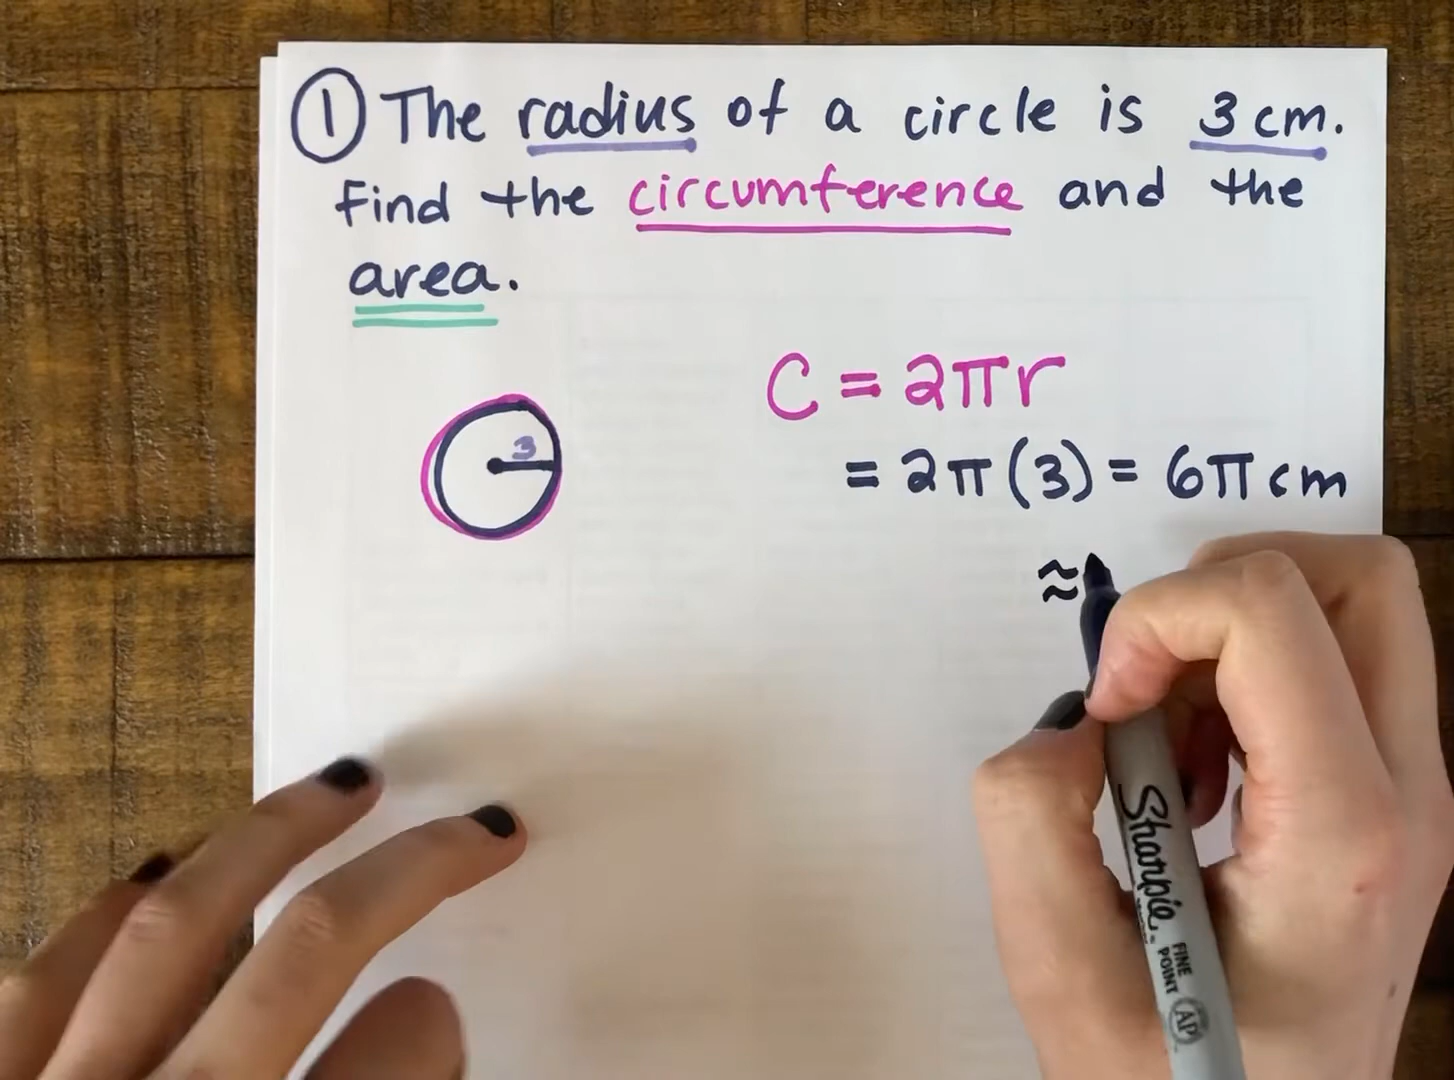 ① The radius of a circle is 3 cm.
Find the circumference and the
area.
3
C = 2πr
= 2π(3) = 6π cm
≈
Sharpie.
FINE
POINT
AP